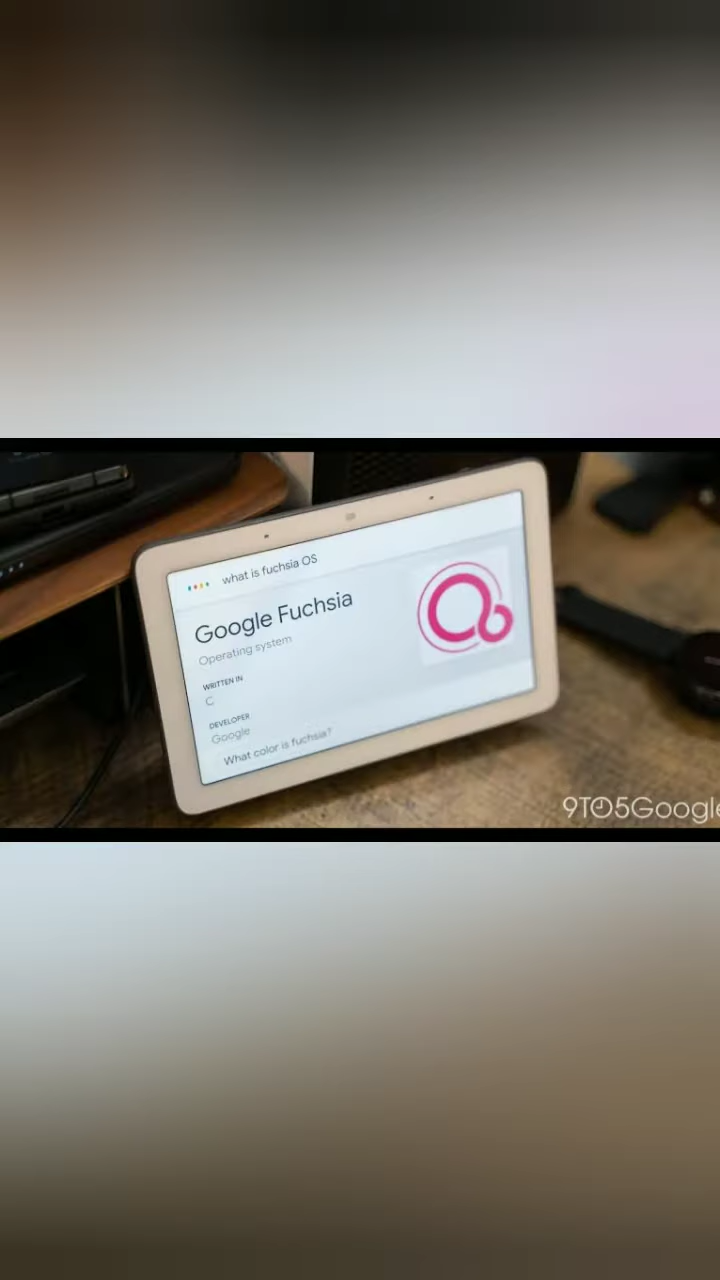 what is fuchsia OS
Google Fuchsia
Operating system
WRITTEN IN
C
DEVELOPER
Google
What color is fuchsia?
9TO5Google